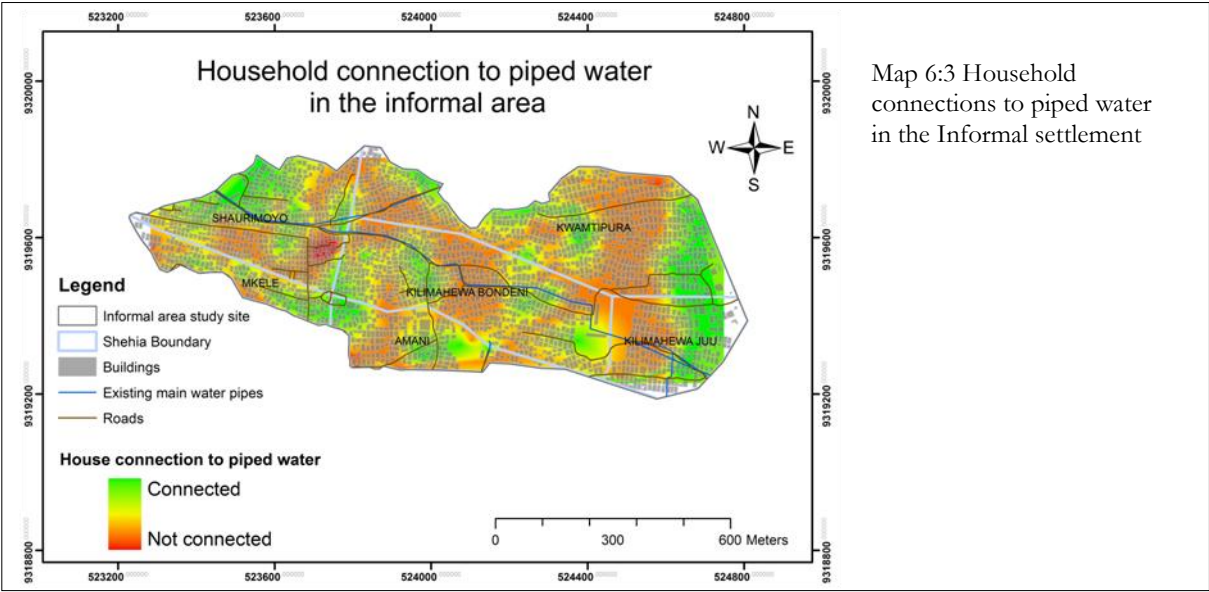 523200 523600 524000 524400 524800
Household connection to piped water
in the informal area
Map 6:3 Household
connections to piped water
in the Informal settlement
9320000
9320000
N
W E
S
SHAURIMOYO
KWAMTIPURA
9319600
9319600
MKELE
KILIMAHEWA BONDENI
AMANI
KILIMAHEWA JUU
Legend
Informal area study site
Shehia Boundary
Buildings
Existing main water pipes
Roads
9319200
9319200
House connection to piped water
Connected
Not connected
0 300 600 Meters
9318800
9318800
523200 523600 524000 524400 524800